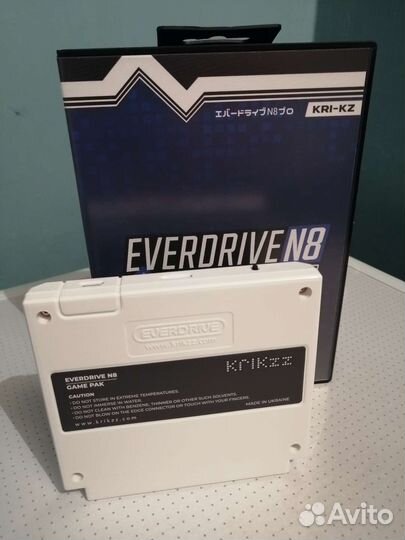 エバードライブN8プロ
KRI-KZ
EVERDRIVE N8
EVERDRIVE
www.krikzz.com
krikzz
EVERDRIVE N8
GAME PAK
CAUTION
• DO NOT STORE IN EXTREME TEMPERATURES.
• DO NOT IMMERSE IN WATER.
• DO NOT CLEAN WITH BENZENE, THINNER OR OTHER SUCH SOLVENTS.
• DO NOT BLOW ON THE EDGE CONNECTOR OR TOUCH WITH YOUR FINGERS.
www.krikzz.com
MADE IN UKRAINE
Avito